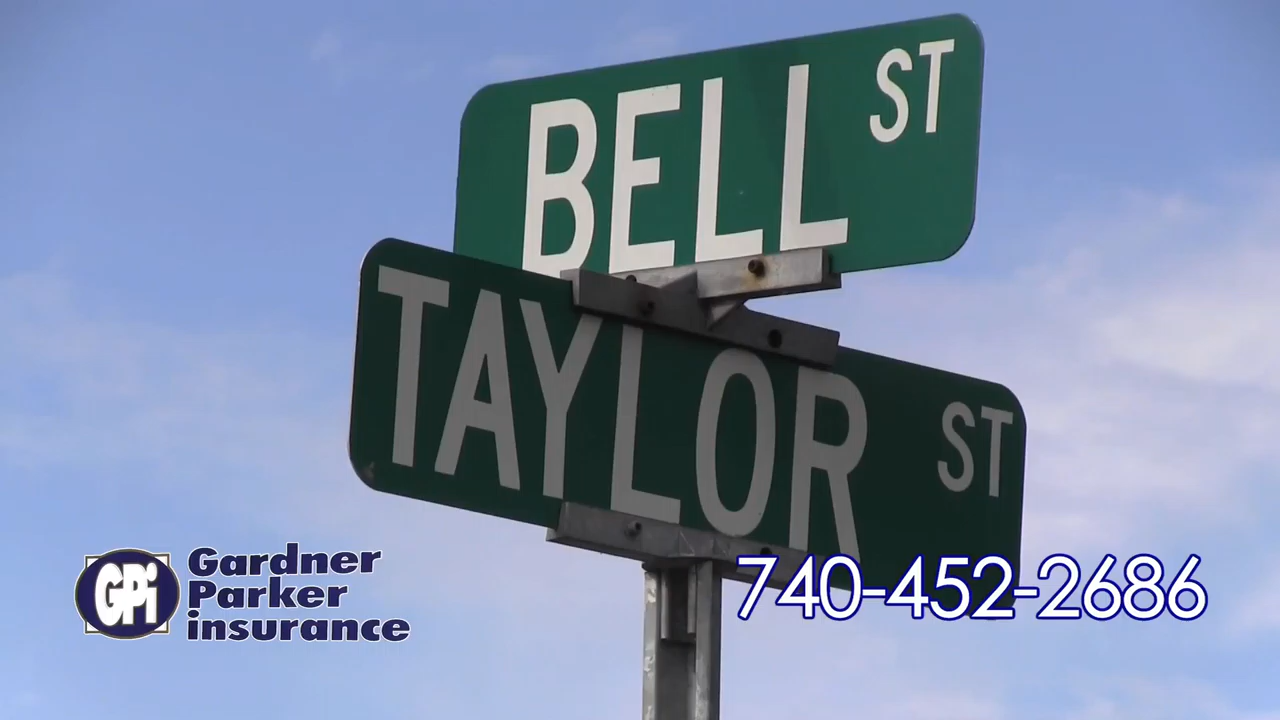 BELL ST
TAYLOR ST
GPi
Gardner
Parker
insurance
740-452-2686